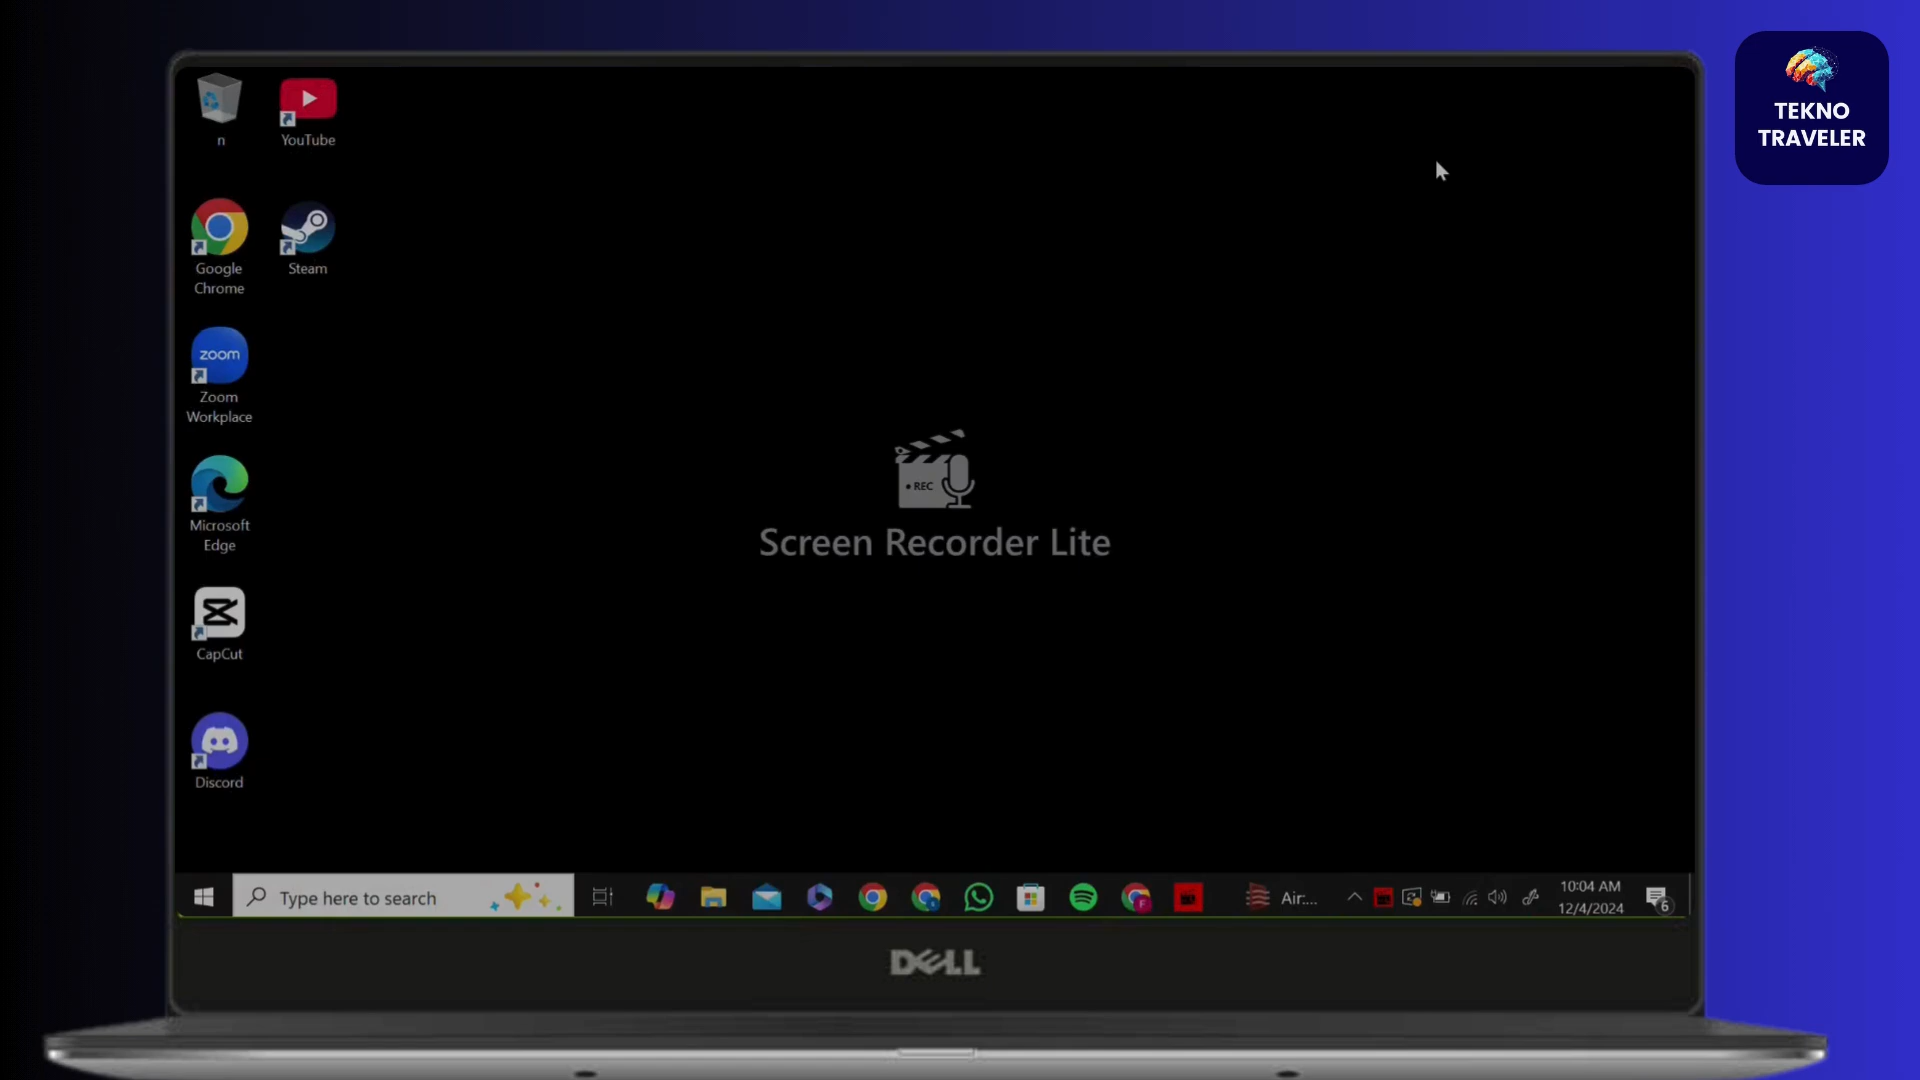 TEKNO
TRAVELER
n
YouTube
Google
Chrome
Steam
zoom
Zoom
Workplace
Microsoft
Edge
CapCut
Discord
REC
Screen Recorder Lite
Type here to search
F
Air...
10:04 AM
12/4/2024
6
DELL